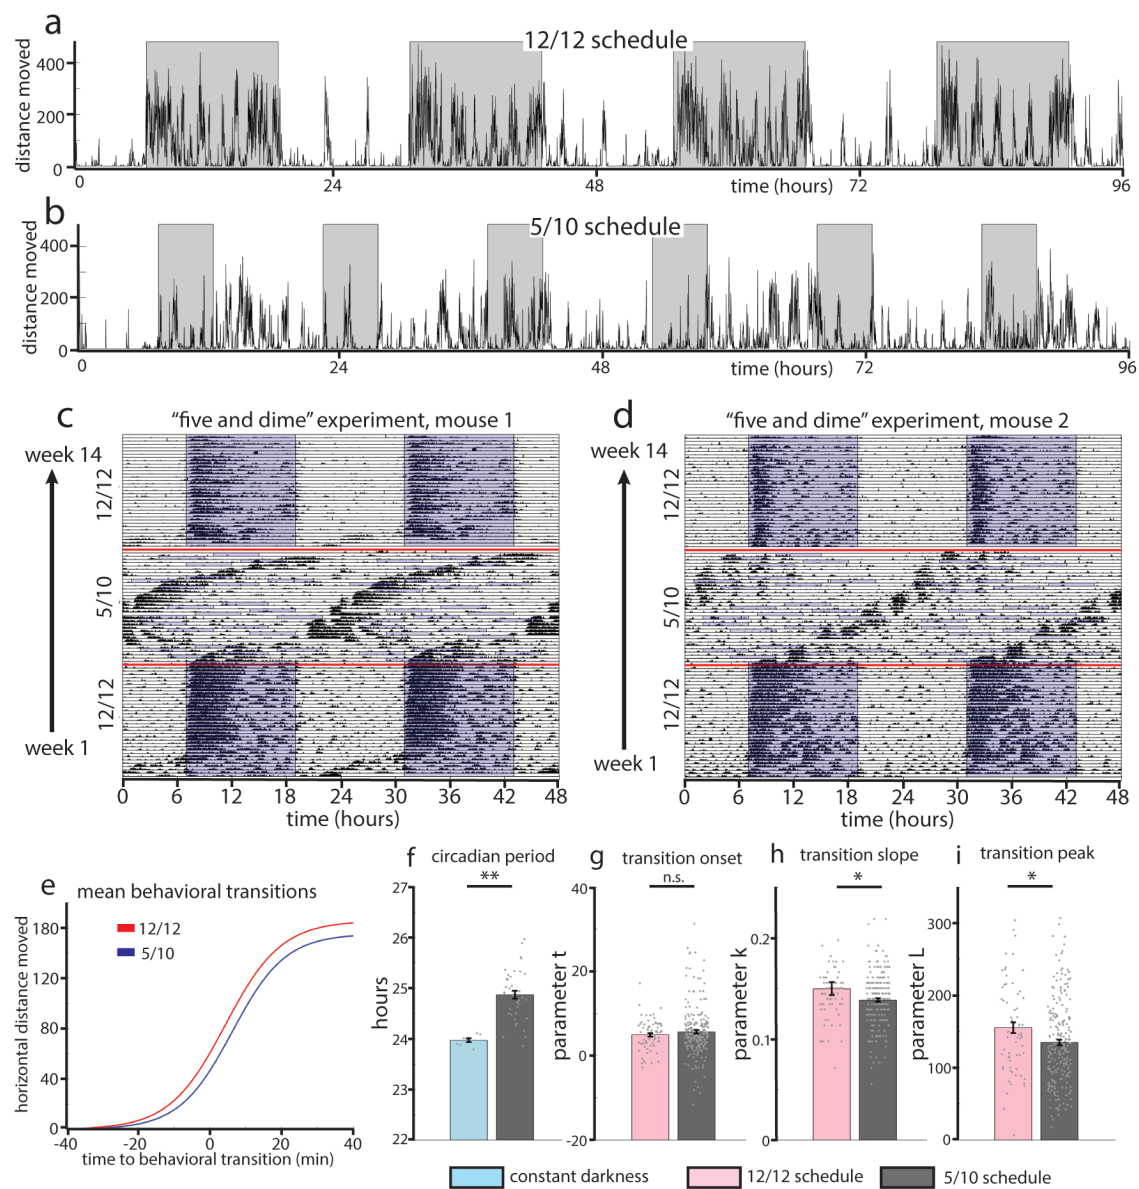 a
12/12 schedule
distance moved
400
200
0
0
24
48
time (hours)
72
96
b
5/10 schedule
distance moved
400
200
0
0
24
48
time (hours)
72
96
c
“five and dime” experiment, mouse 1
week 14
12/12
5/10
12/12
week 1
0 6 12 18 24 30 36 42 48
time (hours)
d
“five and dime” experiment, mouse 2
week 14
12/12
5/10
12/12
week 1
0 6 12 18 24 30 36 42 48
time (hours)
e
mean behavioral transitions
horizontal distance moved
180
120
80
40
0
12/12
5/10
-40 -20 0 20 40
time to behavioral transition (min)
f
circadian period
**
hours
27
26
25
24
23
22
g
transition onset
n.s.
parameter t
40
20
0
-20
h
transition slope
*
parameter k
0.2
0.1
0
i
transition peak
*
parameter L
300
200
100
0
constant darkness
12/12 schedule
5/10 schedule